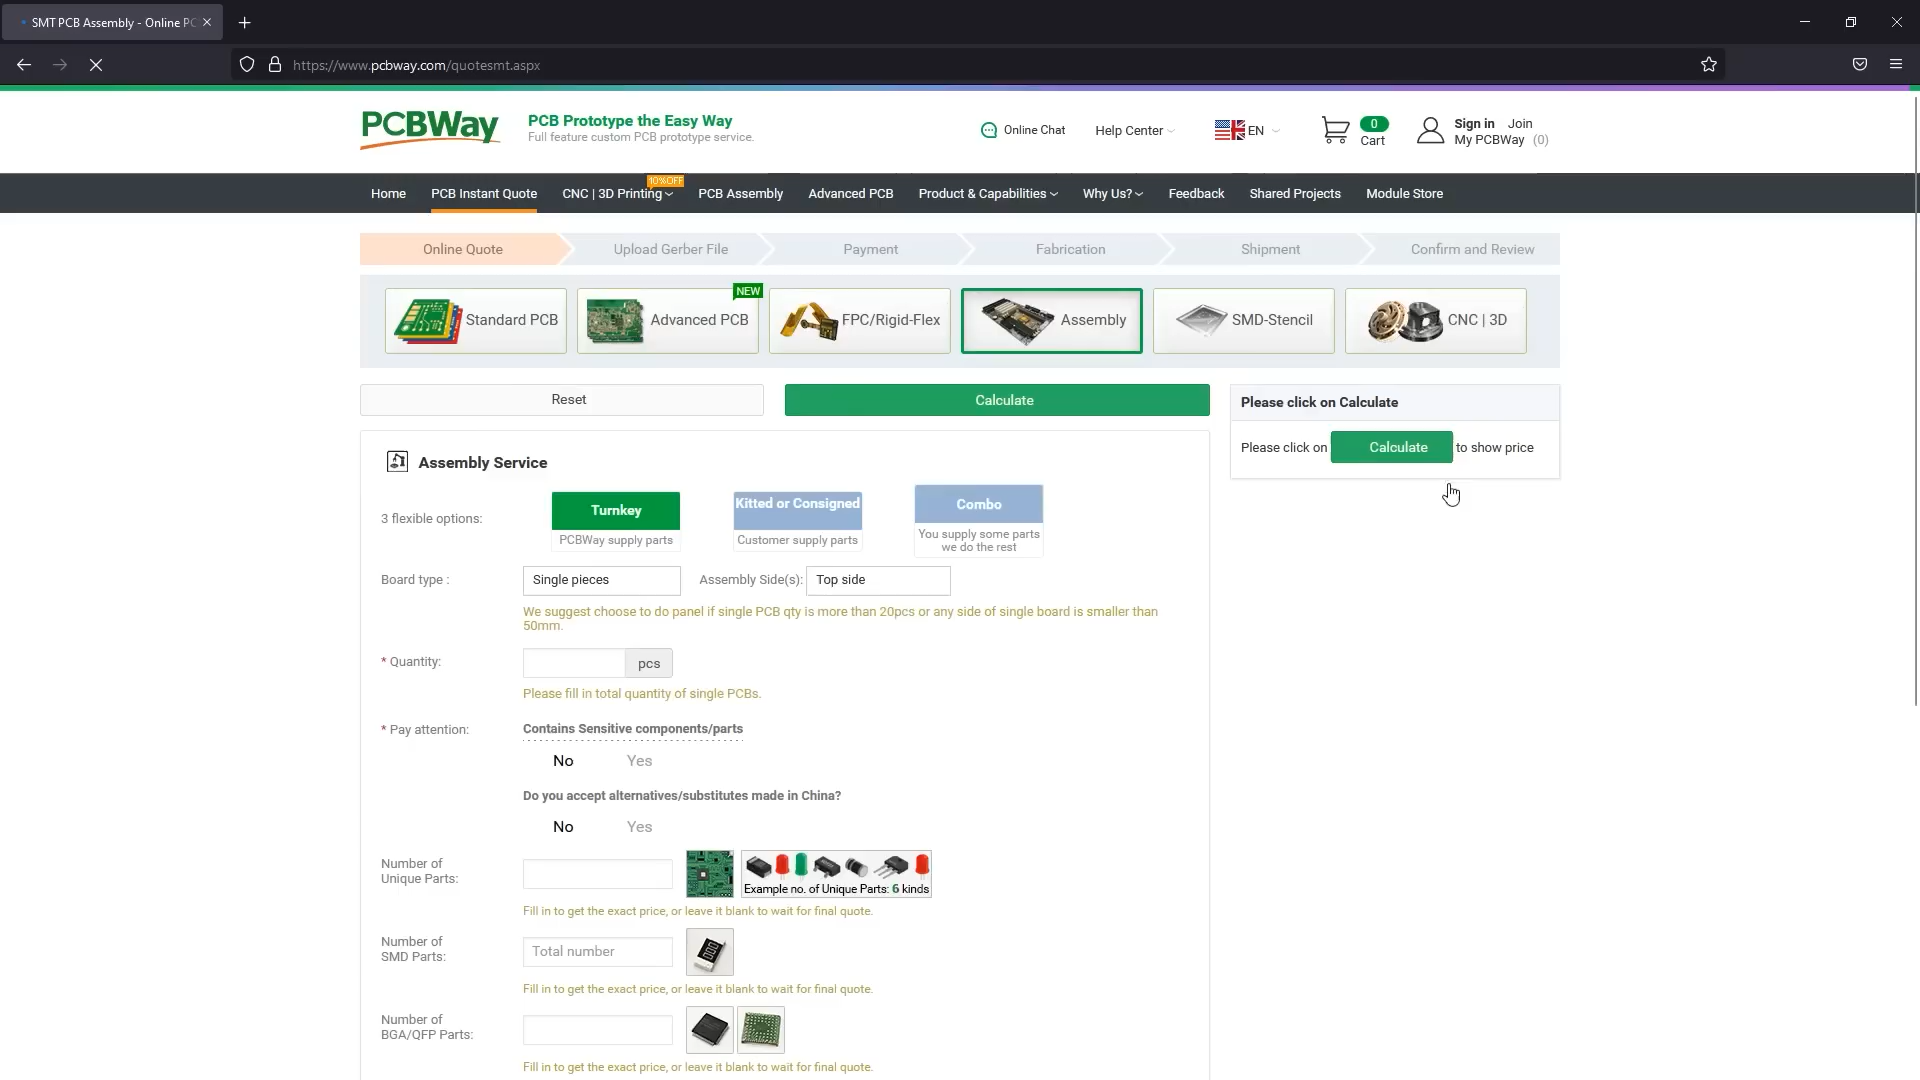 SMT PCB Assembly - Online PC
https://www.pcbway.com/quotesmt.aspx
PCBWay
PCB Prototype the Easy Way
Full feature custom PCB prototype service.
Online Chat
Help Center
EN
0
Cart
Sign in Join
My PCBWay (0)
10%OFF
Home PCB Instant Quote CNC | 3D Printing PCB Assembly Advanced PCB Product & Capabilities Why Us? Feedback Shared Projects Module Store
Online Quote Upload Gerber File Payment Fabrication Shipment Confirm and Review
NEW
Standard PCB Advanced PCB FPC/Rigid-Flex Assembly SMD-Stencil CNC | 3D
Reset
Calculate
Please click on Calculate
Please click on Calculate to show price
Assembly Service
3 flexible options:
Turnkey
PCBWay supply parts
Kitted or Consigned
Customer supply parts
Combo
You supply some parts
we do the rest
Board type : Single pieces Assembly Side(s): Top side
We suggest choose to do panel if single PCB qty is more than 20pcs or any side of single board is smaller than
50mm.
* Quantity: pcs
Please fill in total quantity of single PCBs.
* Pay attention: Contains Sensitive components/parts
No Yes
Do you accept alternatives/substitutes made in China?
No Yes
Number of
Unique Parts:
Example no. of Unique Parts: 6 kinds
Fill in to get the exact price, or leave it blank to wait for final quote.
Number of
SMD Parts:
Total number
Fill in to get the exact price, or leave it blank to wait for final quote.
Number of
BGA/QFP Parts:
Fill in to get the exact price, or leave it blank to wait for final quote.